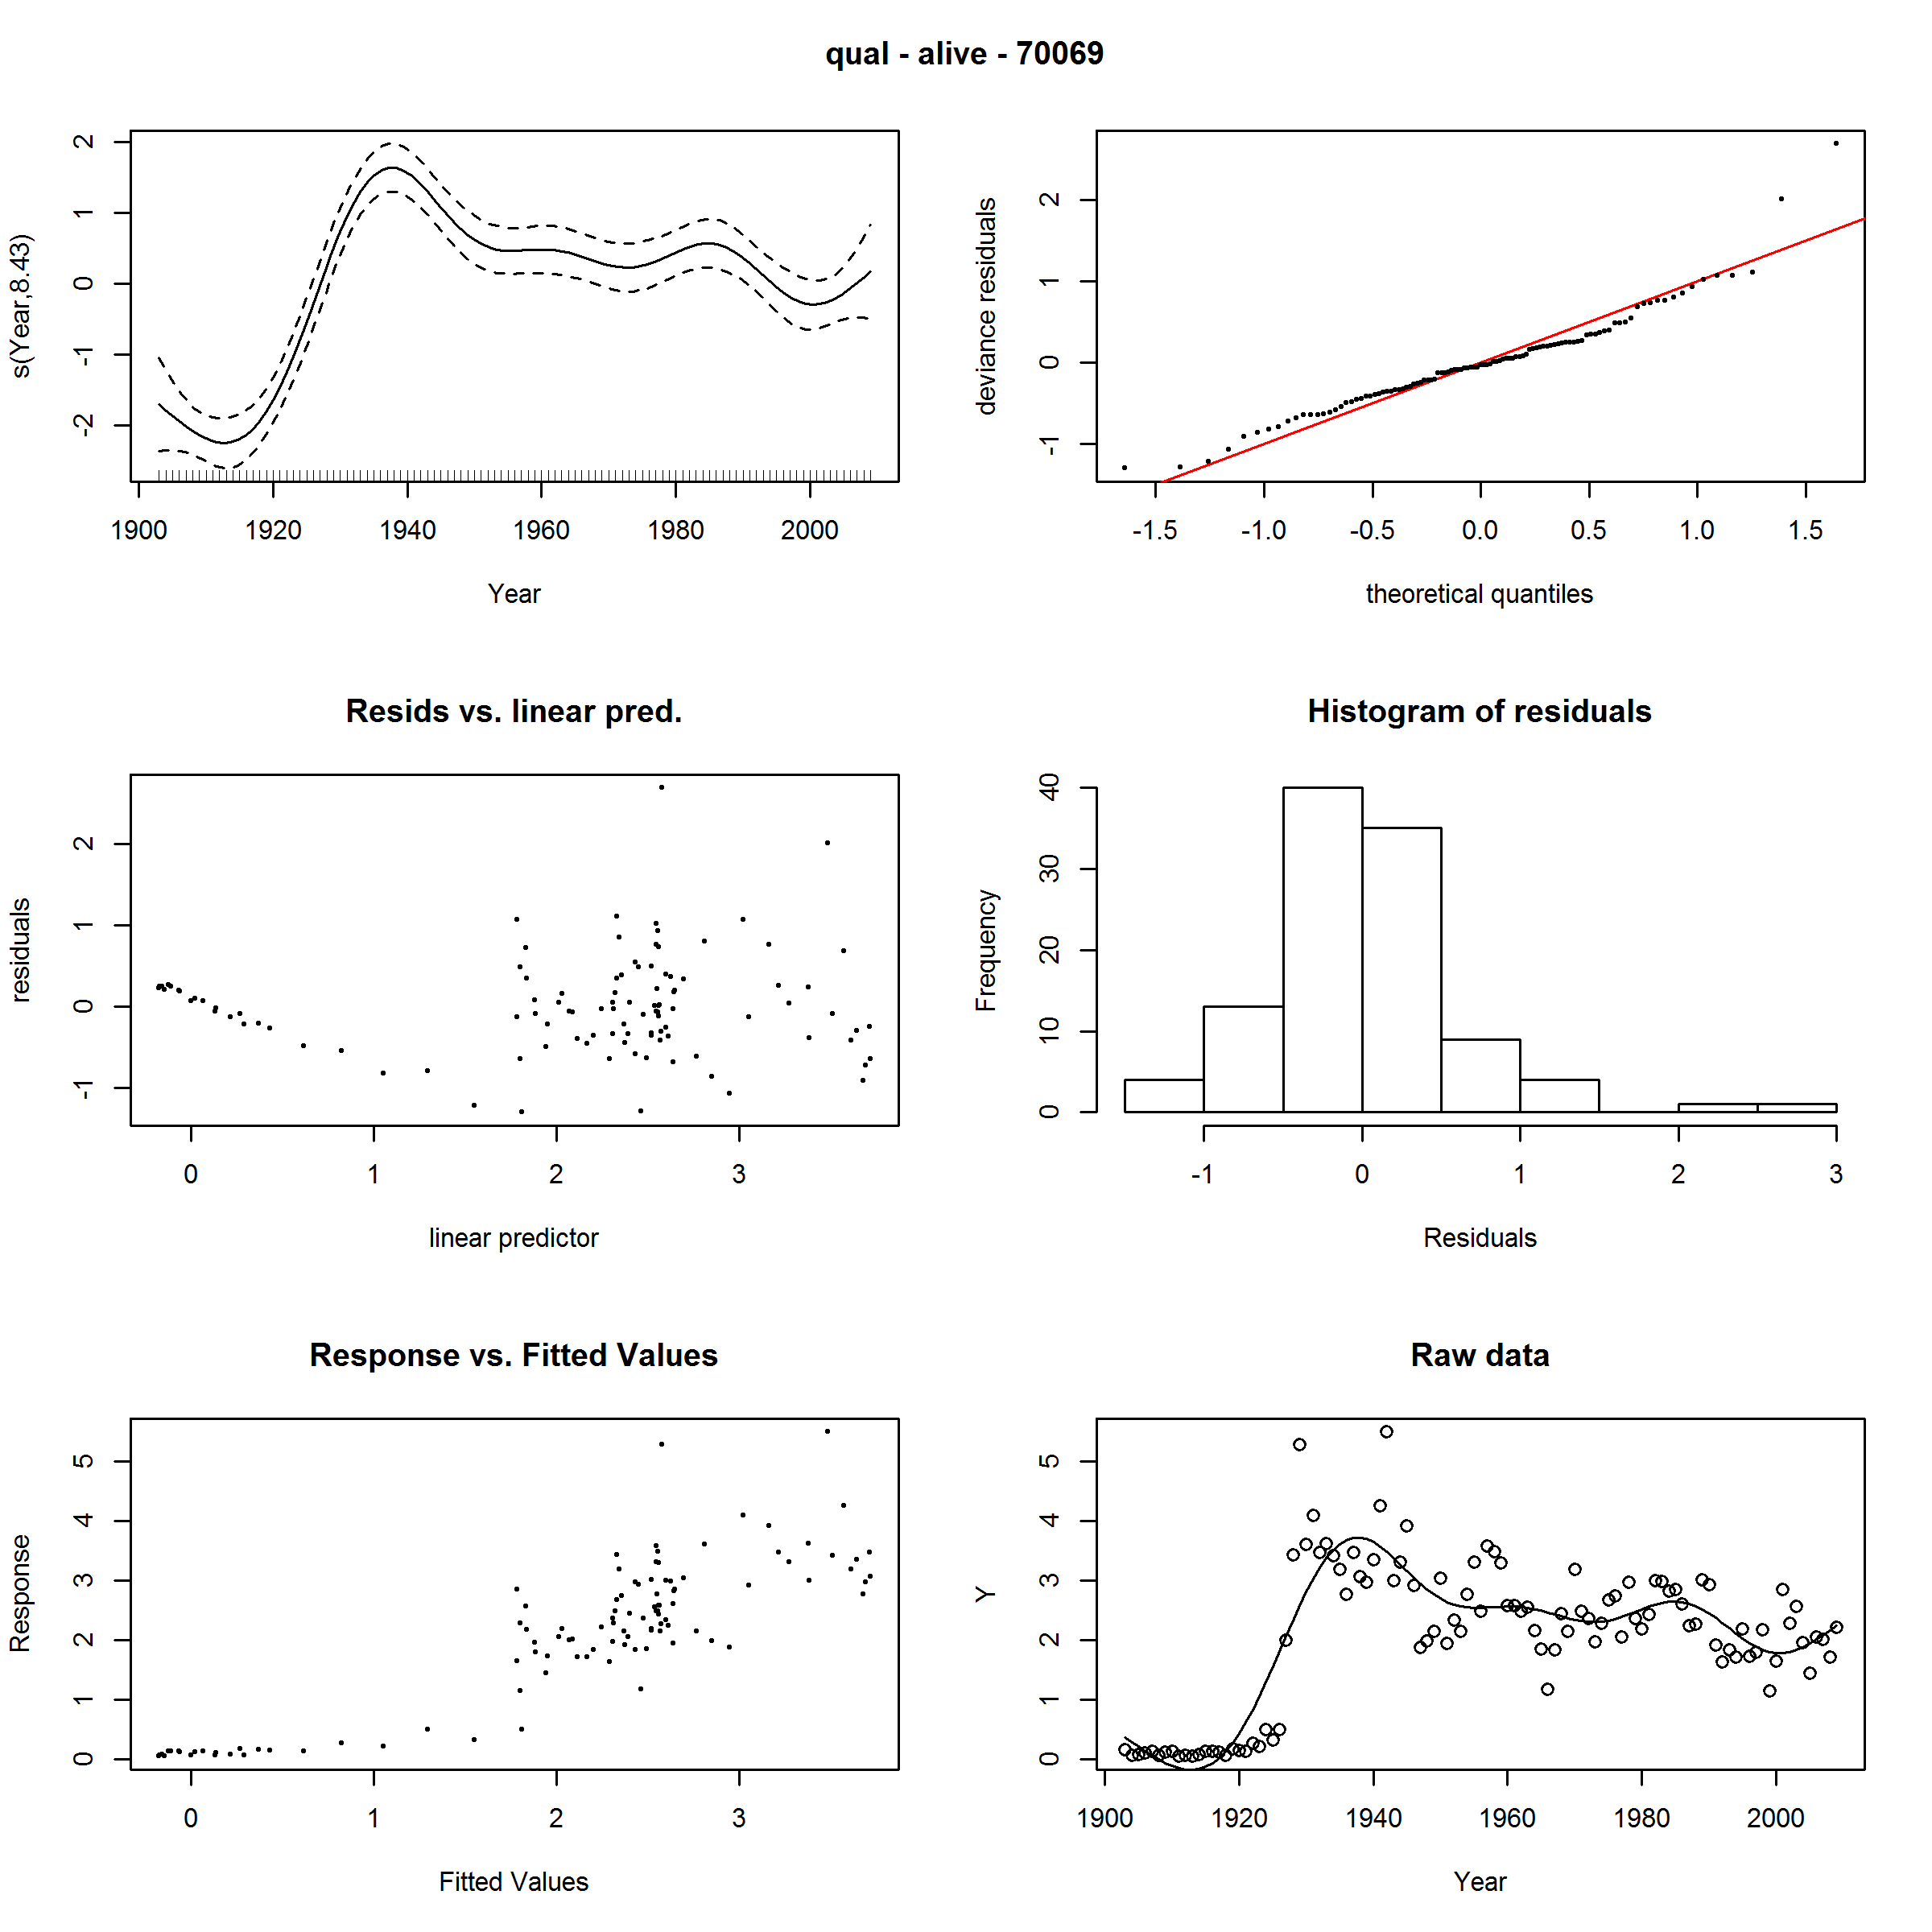 qual - alive - 70069
s(Year,8.43)
2
1
0
-1
-2
1900 1920 1940 1960 1980 2000
Year
deviance residuals
2
1
0
-1
-1.5 -1.0 -0.5 0.0 0.5 1.0 1.5
theoretical quantiles
Resids vs. linear pred.
residuals
2
1
0
-1
0 1 2 3
linear predictor
Histogram of residuals
Frequency
40
30
20
10
0
-1 0 1 2 3
Residuals
Response vs. Fitted Values
Response
5
4
3
2
1
0
0 1 2 3
Fitted Values
Raw data
Y
5
4
3
2
1
0
1900 1920 1940 1960 1980 2000
Year